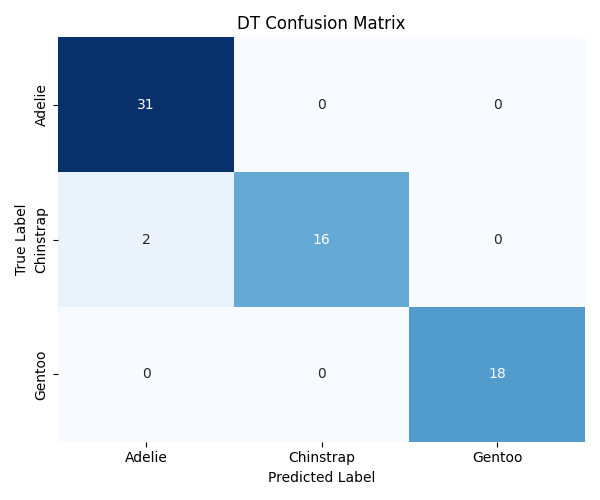 DT Confusion Matrix
True Label
Adelie
31 0 0
Chinstrap
2 16 0
Gentoo
0 0 18
Adelie Chinstrap Gentoo
Predicted Label